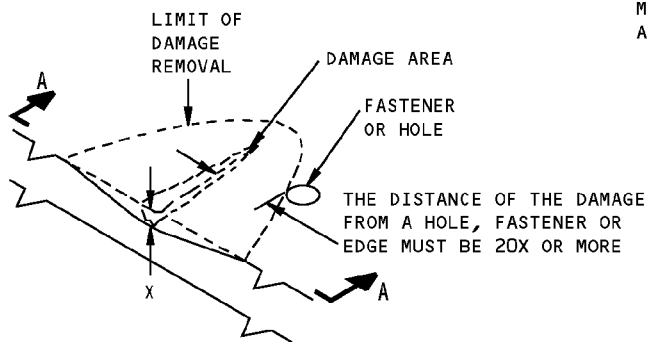 LIMIT OF
DAMAGE
REMOVAL
DAMAGE AREA
FASTENER
OR HOLE
A
THE DISTANCE OF THE DAMAGE
FROM A HOLE, FASTENER OR
EDGE MUST BE 20X OR MORE
A
X
M
A